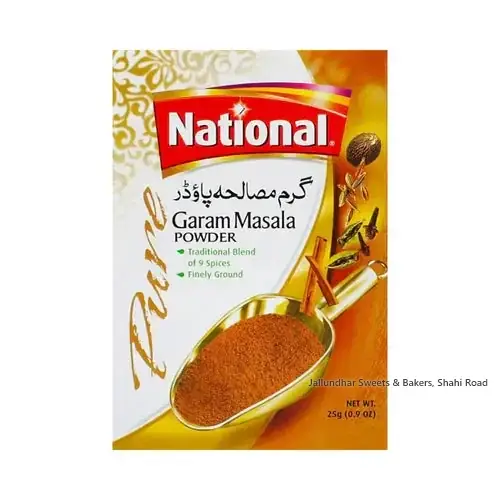 National®
گرم مصالحہ پاؤڈر
Garam Masala
POWDER
Traditional Blend
of 9 Spices
Finely Ground
Pure
Jallundhar Sweets & Bakers, Shahi Road
NET WT.
25g (0.9 OZ)